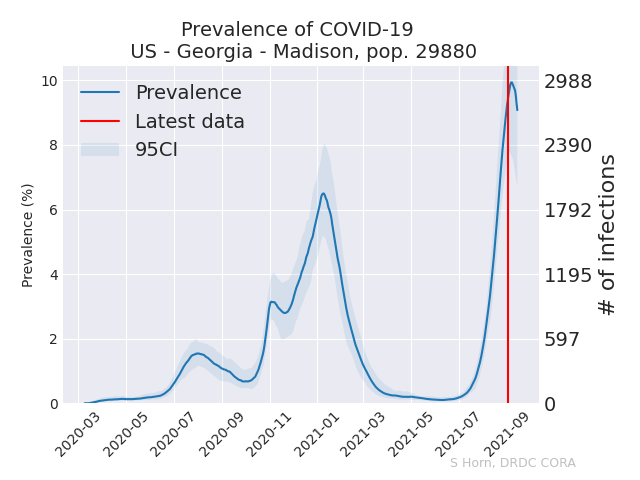 Prevalence of COVID-19
US - Georgia - Madison, pop. 29880
Prevalence
Latest data
95CI
Prevalence (%)
10
8
6
4
2
0
2988
2390
1792
1195
597
0
# of infections
2020-03
2020-05
2020-07
2020-09
2020-11
2021-01
2021-03
2021-05
2021-07
2021-09
S Horn, DRDC CORA